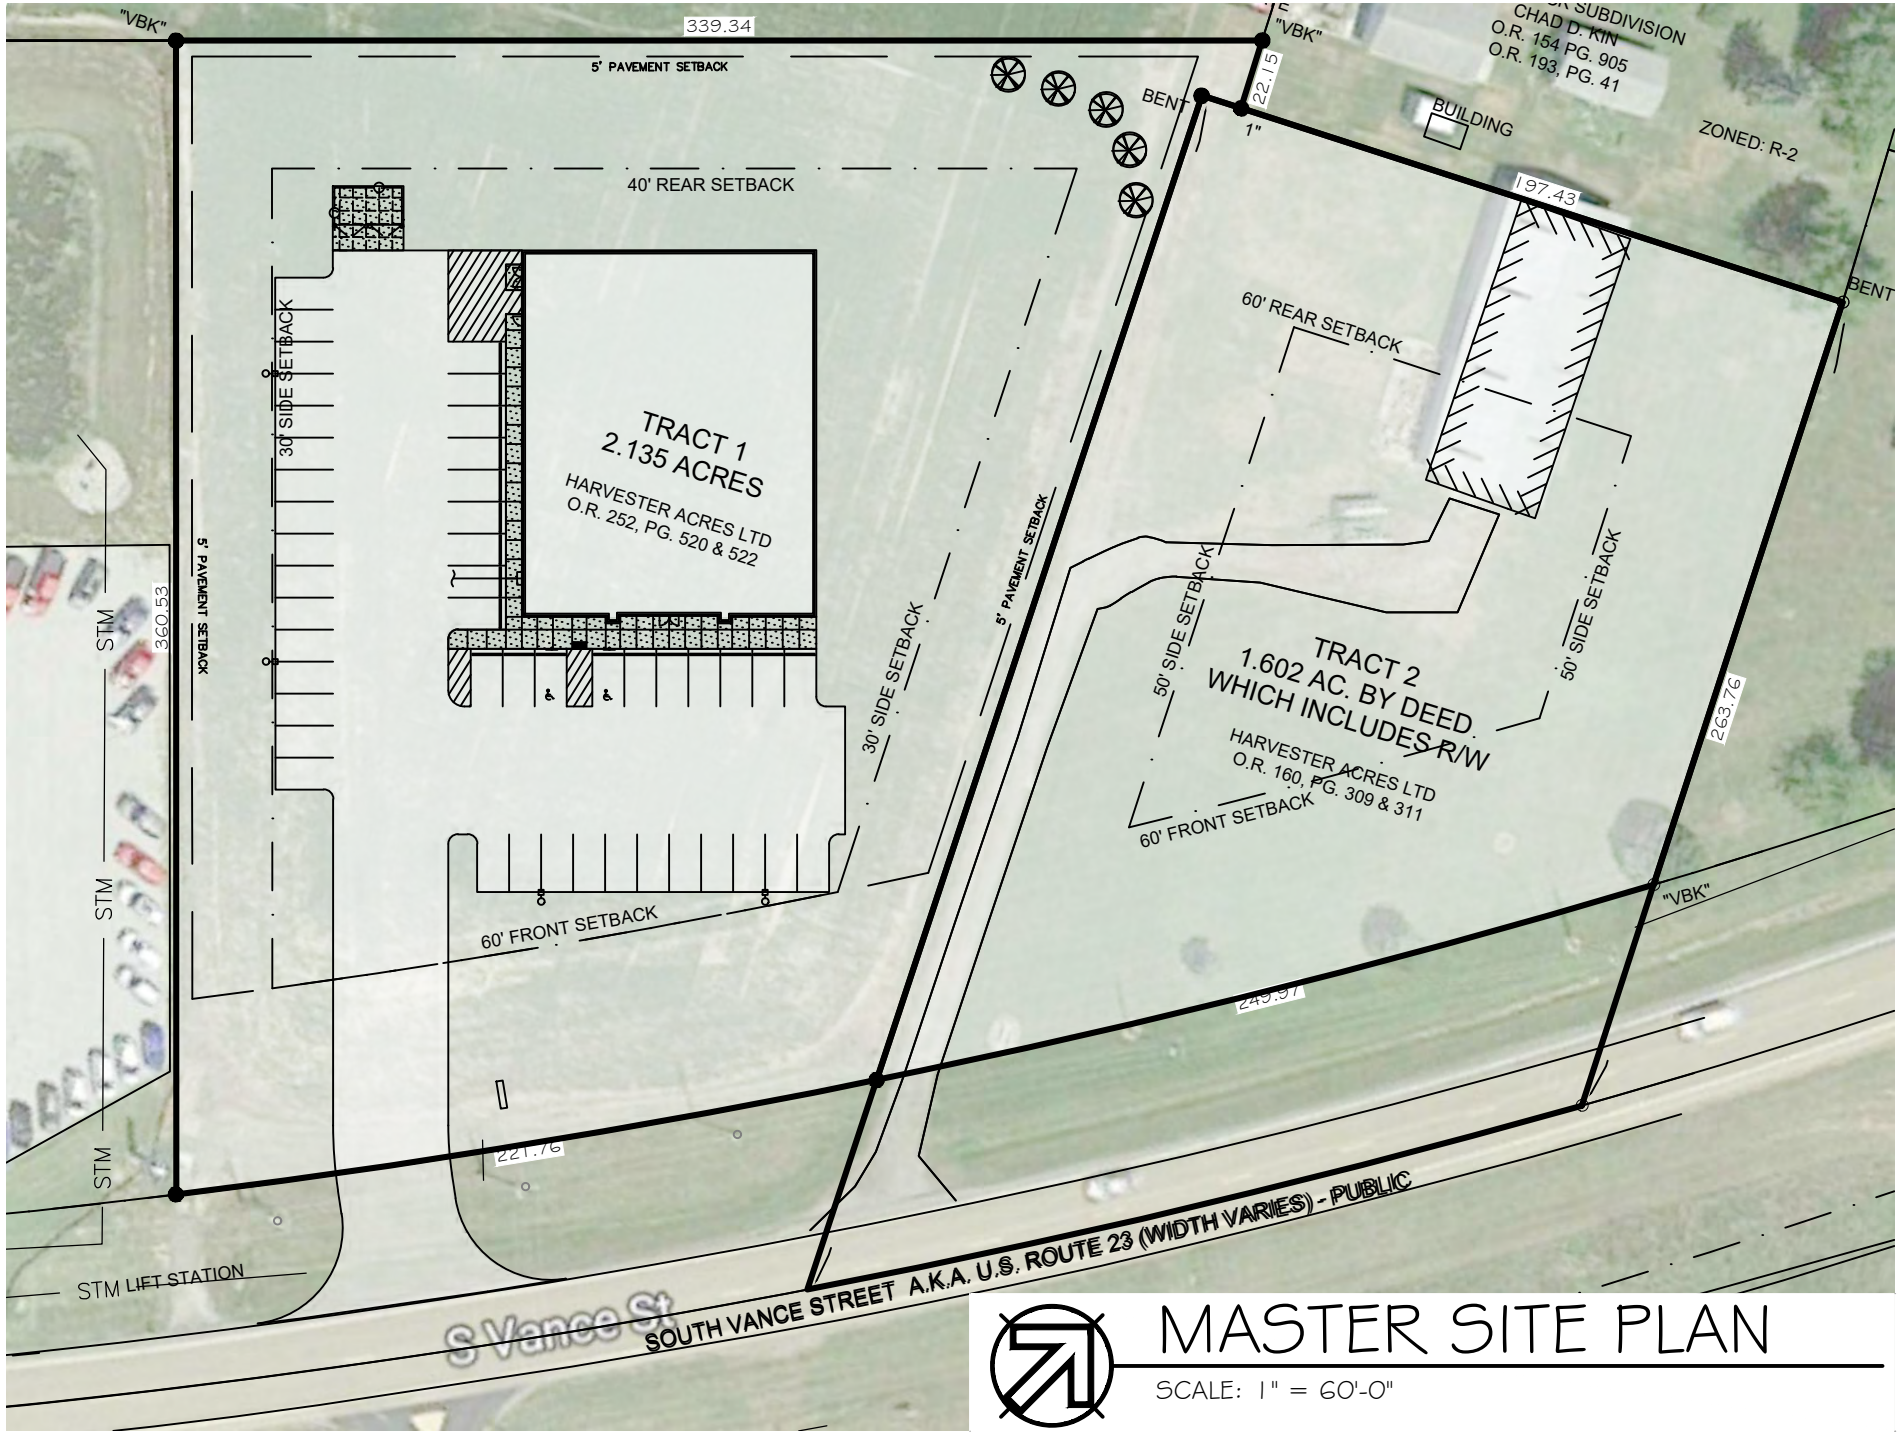 "VBK"
339.34
"VBK"
SUBDIVISION
CHAD D. KIN
O.R. 154 PG. 905
O.R. 193, PG. 41
5' PAVEMENT SETBACK
22.15
BENT
1"
BUILDING
ZONED: R-2
40' REAR SETBACK
197.43
BENT
60' REAR SETBACK
30' SIDE SETBACK
TRACT 1
2.135 ACRES
HARVESTER ACRES LTD
O.R. 252, PG. 520 & 522
5' PAVEMENT SETBACK
5' PAVEMENT SETBACK
360.53
STM
50' SIDE SETBACK
50' SIDE SETBACK
30' SIDE SETBACK
TRACT 2
1.602 AC. BY DEED.
WHICH INCLUDES R/W
HARVESTER ACRES LTD
O.R. 160, PG. 309 & 311
263.76
60' FRONT SETBACK
STM
60' FRONT SETBACK
"VBK"
249.97
221.76
STM
STM LIFT STATION
S Vance St
SOUTH VANCE STREET A.K.A. U.S. ROUTE 23 (WIDTH VARIES) - PUBLIC
MASTER SITE PLAN
SCALE: 1" = 60'-0"